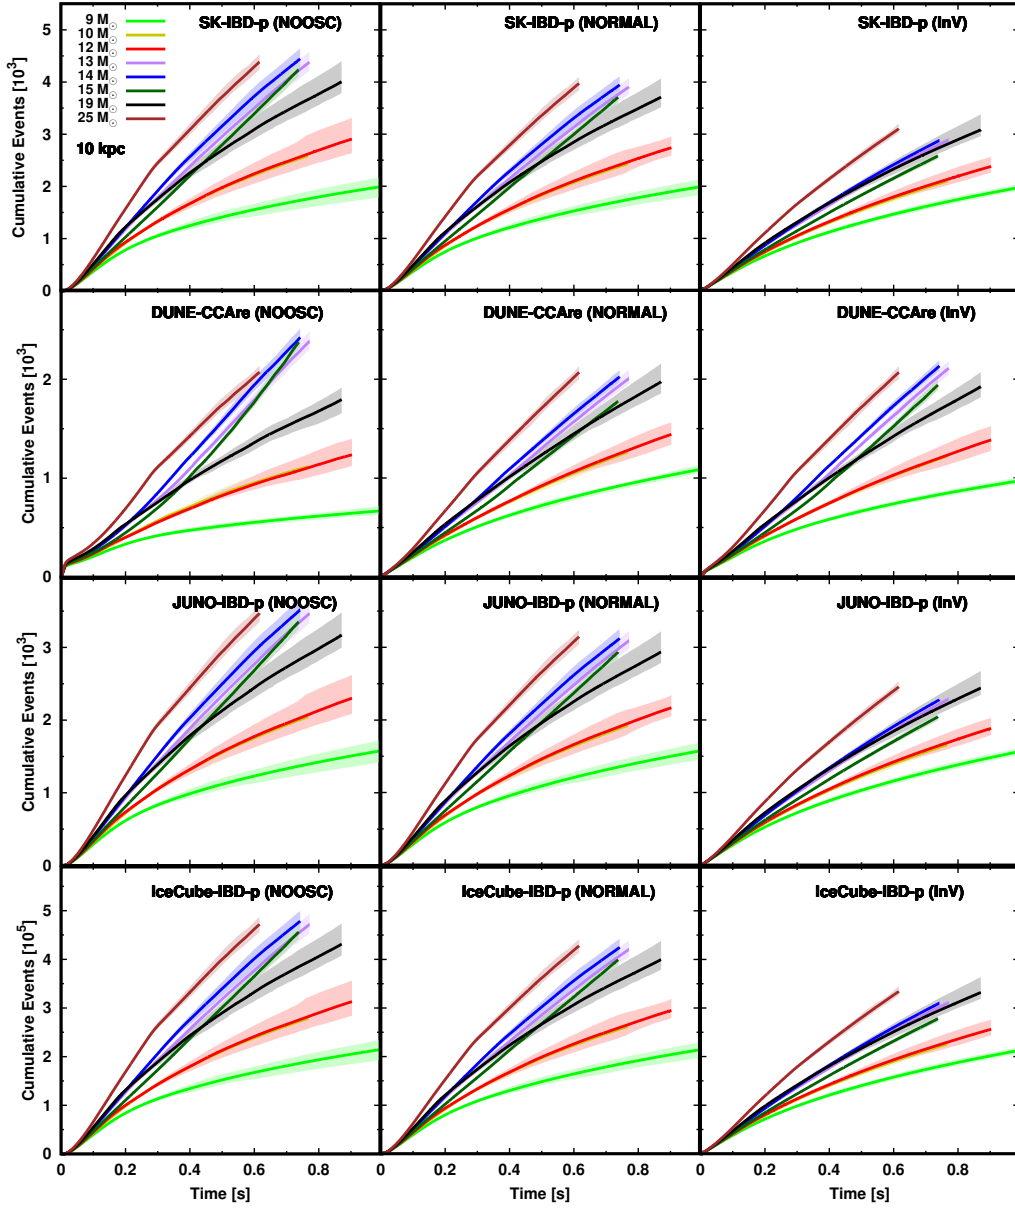 SK-IBD-p (NOOSC)
SK-IBD-p (NORMAL)
SK-IBD-p (InV)
9 M☉
10 M☉
12 M☉
13 M☉
14 M☉
15 M☉
19 M☉
25 M☉
10 kpc
Cumulative Events [10³]
5
4
3
2
1
0
DUNE-CCAre (NOOSC)
DUNE-CCAre (NORMAL)
DUNE-CCAre (InV)
Cumulative Events [10³]
2
1
0
JUNO-IBD-p (NOOSC)
JUNO-IBD-p (NORMAL)
JUNO-IBD-p (InV)
Cumulative Events [10³]
3
2
1
0
IceCube-IBD-p (NOOSC)
IceCube-IBD-p (NORMAL)
IceCube-IBD-p (InV)
Cumulative Events [10⁵]
5
4
3
2
1
0
0 0.2 0.4 0.6 0.8 0 0.2 0.4 0.6 0.8 0 0.2 0.4 0.6 0.8
Time [s] Time [s] Time [s]